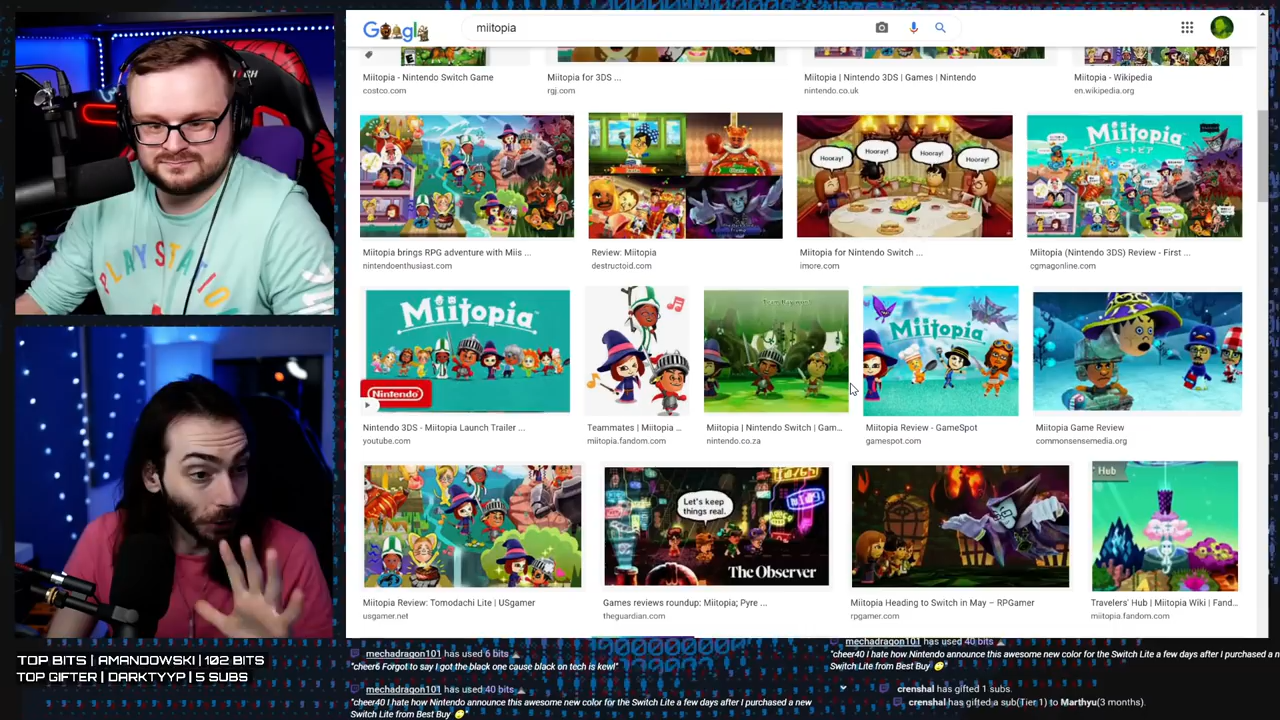 Google
miitopia
Miitopia - Nintendo Switch Game
costco.com
Miitopia for 3DS ...
rgj.com
Miitopia | Nintendo 3DS | Games | Nintendo
nintendo.co.uk
Miitopia - Wikipedia
en.wikipedia.org
Hooray!
Hooray!
Hooray!
Hooray!
Miitopia
ミートピア
Miitopia brings RPG adventure with Miis ...
nintendoenthusiast.com
Review: Miitopia
destructoid.com
Miitopia for Nintendo Switch ...
imore.com
Miitopia (Nintendo 3DS) Review - First ...
cgmagonline.com
PLAYSTATION
Miitopia
Nintendo
Miitopia
Nintendo 3DS - Miitopia Launch Trailer ...
youtube.com
Teammates | Miitopia ...
miitopia.fandom.com
Miitopia | Nintendo Switch | Gam...
nintendo.co.za
Miitopia Review - GameSpot
gamespot.com
Miitopia Game Review
commonsensemedia.org
Let's keep
things real.
The Observer
Hub
Miitopia Review: Tomodachi Lite | USgamer
usgamer.net
Games reviews roundup: Miitopia; Pyre ...
theguardian.com
Miitopia Heading to Switch in May – RPGamer
rpgamer.com
Travelers' Hub | Miitopia Wiki | Fand...
miitopia.fandom.com
TOP BITS | AMANDOWSKI | 102 BITS
TOP GIFTER | DARKTYYP | 5 SUBS
mechadragon101 has used 6 bits
"cheer6 Forgot to say I got the black one cause black on tech is kewl"
mechadragon101 has used 40 bits
"cheer40 I hate how Nintendo announce this awesome new color for the Switch Lite a few days after I purchased a new
Switch Lite from Best Buy"
mechadragon101 has used 40 bits
"cheer40 I hate how Nintendo announce this awesome new color for the Switch Lite a few days after I purchased a n
Switch Lite from Best Buy"
crenshal has gifted 1 subs.
crenshal has gifted a sub(Tier 1) to Marthyu(3 months).